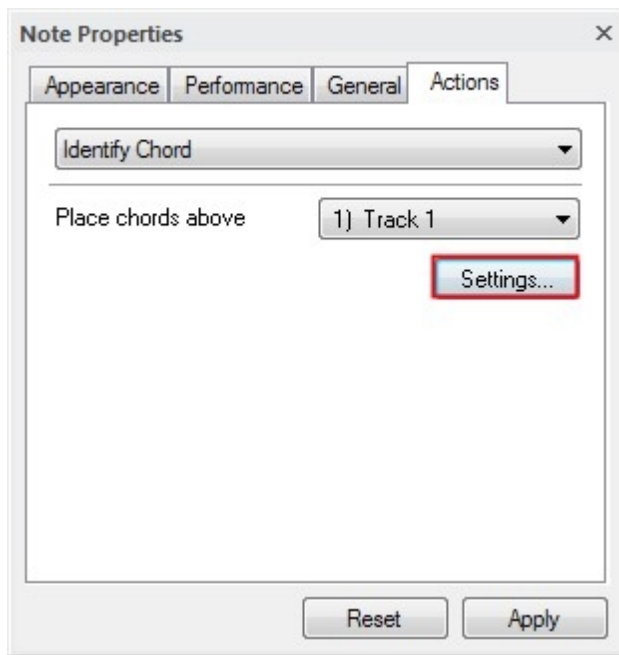 Note Properties
Appearance Performance General Actions
Identify Chord
Place chords above 1) Track 1
Settings...
Reset Apply